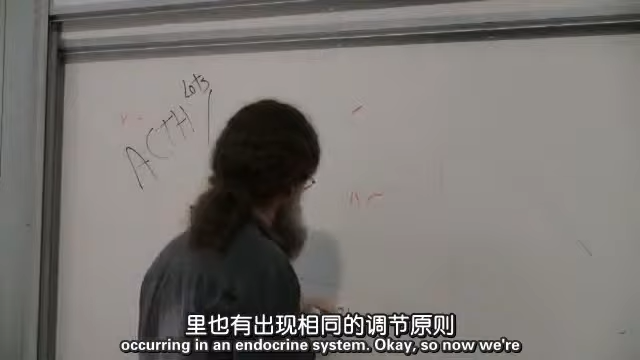 Lots
ACTH
里也有出现相同的调节原则
occurring in an endocrine system. Okay, so now we're